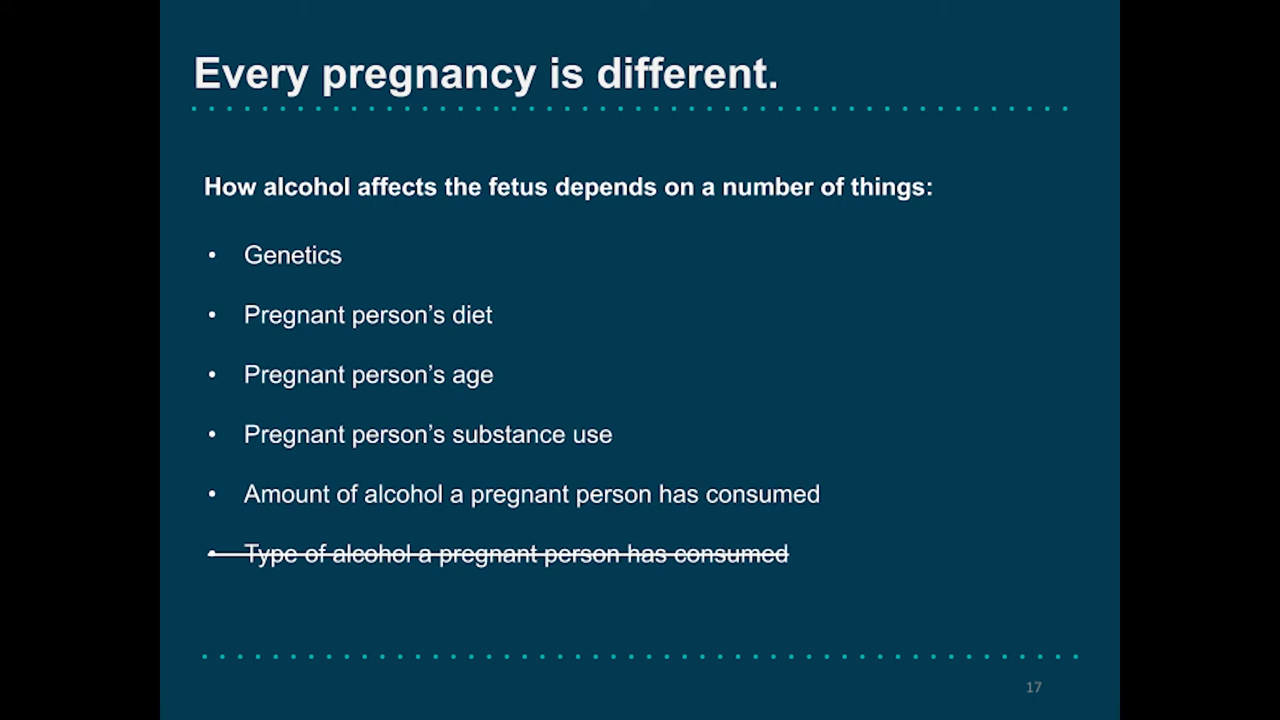 Every pregnancy is different.
How alcohol affects the fetus depends on a number of things:
• Genetics
• Pregnant person’s diet
• Pregnant person’s age
• Pregnant person’s substance use
• Amount of alcohol a pregnant person has consumed
• Type of alcohol a pregnant person has consumed
17